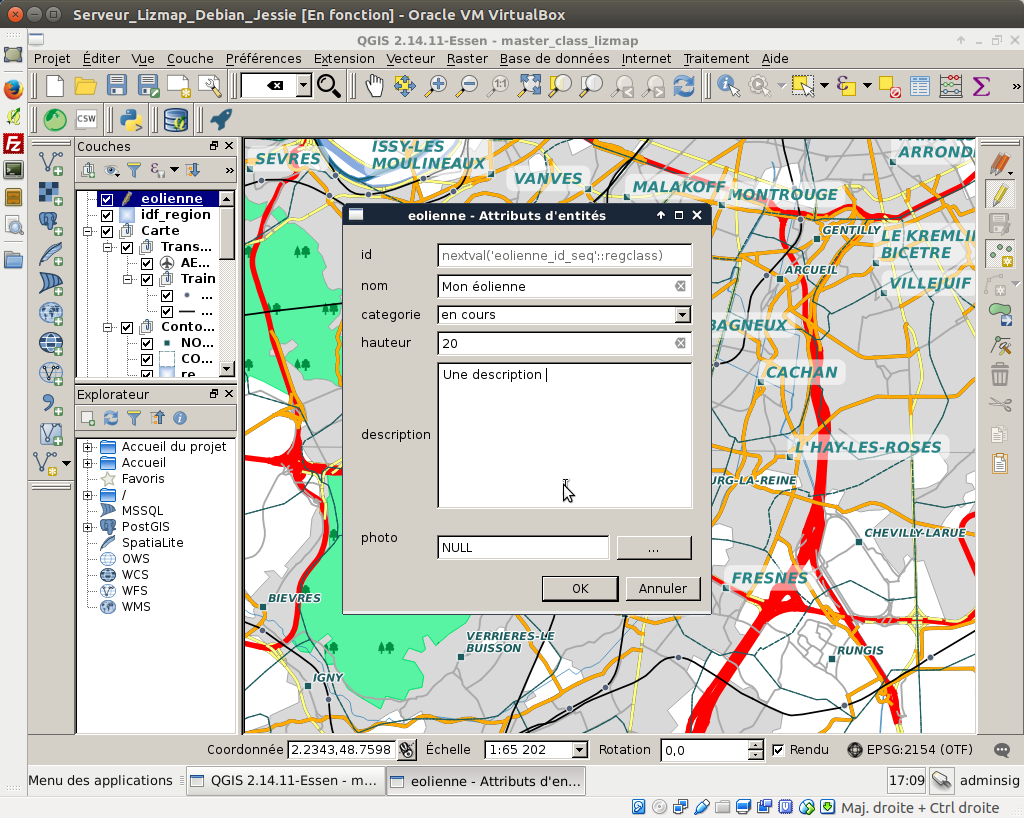 Serveur_Lizmap_Debian_Jessie [En fonction] - Oracle VM VirtualBox
QGIS 2.14.11-Essen - master_class_lizmap
Projet Éditer Vue Couche Préférences Extension Vecteur Raster Base de données Internet Traitement Aide
CSW
Couches
eolienne
idf_region
Carte
Trans...
AE...
Train
...
...
Conto...
NO...
CO...
re
Explorateur
Accueil du projet
Accueil
Favoris
/
MSSQL
PostGIS
SpatiaLite
OWS
WCS
WFS
WMS
SEVRES
ISSY-LES
MOULINEAUX
VANVES
MALAKOFF
MONTROUGE
ARROND
GENTILLY
LE KREMLI
BICETRE
ARCUEIL
VILLEJUIF
BAGNEUX
CACHAN
L'HAY-LES-ROSES
URG-LA-REINE
CHEVILLY-LARUE
FRESNES
BIEVRES
VERRIERES-LE
BUISSON
IGNY
RUNGIS
eolienne - Attributs d'entités
id nextval('eolienne_id_seq'::regclass)
nom Mon éolienne
categorie en cours
hauteur 20
description Une description
photo NULL ...
OK Annuler
Coordonnée 2.2343,48.7598 Échelle 1:65 202 Rotation 0,0 Rendu EPSG:2154 (OTF)
Menu des applications QGIS 2.14.11-Essen - m... eolienne - Attributs d'en... 17:09 adminsig
Maj. droite + Ctrl droite